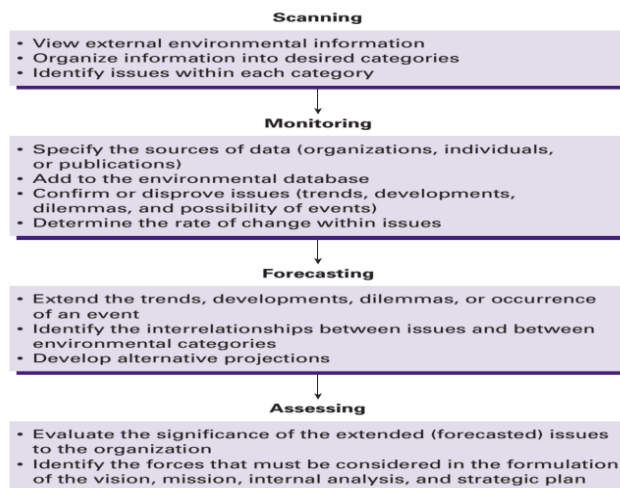 Scanning
• View external environmental information
• Organize information into desired categories
• Identify issues within each category
Monitoring
• Specify the sources of data (organizations, individuals,
or publications)
• Add to the environmental database
• Confirm or disprove issues (trends, developments,
dilemmas, and possibility of events)
• Determine the rate of change within issues
Forecasting
• Extend the trends, developments, dilemmas, or occurrence
of an event
• Identify the interrelationships between issues and between
environmental categories
• Develop alternative projections
Assessing
• Evaluate the significance of the extended (forecasted) issues
to the organization
• Identify the forces that must be considered in the formulation
of the vision, mission, internal analysis, and strategic plan